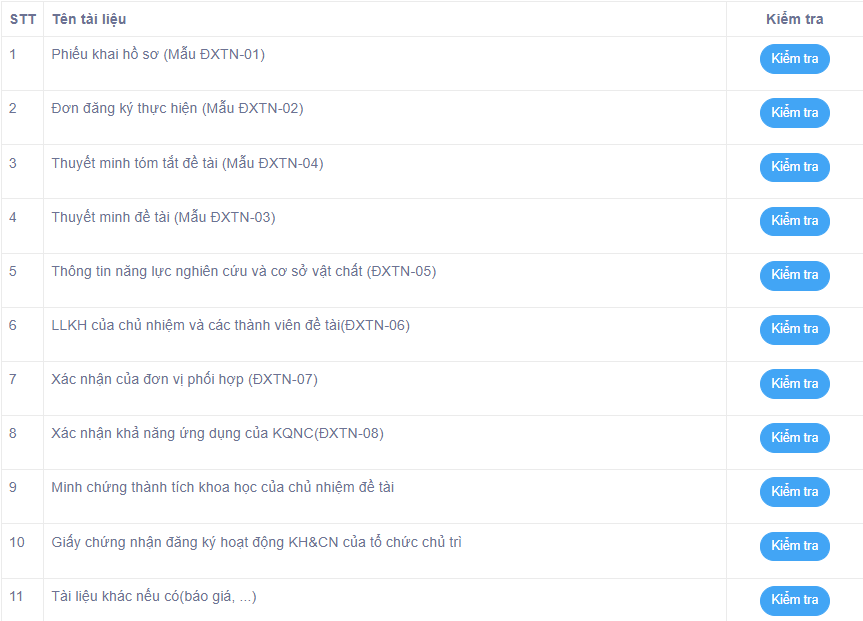 STT Tên tài liệu Kiểm tra
1 Phiếu khai hồ sơ (Mẫu ĐXTN-01) Kiểm tra
2 Đơn đăng ký thực hiện (Mẫu ĐXTN-02) Kiểm tra
3 Thuyết minh tóm tắt đề tài (Mẫu ĐXTN-04) Kiểm tra
4 Thuyết minh đề tài (Mẫu ĐXTN-03) Kiểm tra
5 Thông tin năng lực nghiên cứu và cơ sở vật chất (ĐXTN-05) Kiểm tra
6 LLKH của chủ nhiệm và các thành viên đề tài(ĐXTN-06) Kiểm tra
7 Xác nhận của đơn vị phối hợp (ĐXTN-07) Kiểm tra
8 Xác nhận khả năng ứng dụng của KQNC(ĐXTN-08) Kiểm tra
9 Minh chứng thành tích khoa học của chủ nhiệm đề tài Kiểm tra
10 Giấy chứng nhận đăng ký hoạt động KH&CN của tổ chức chủ trì Kiểm tra
11 Tài liệu khác nếu có(báo giá, ...) Kiểm tra